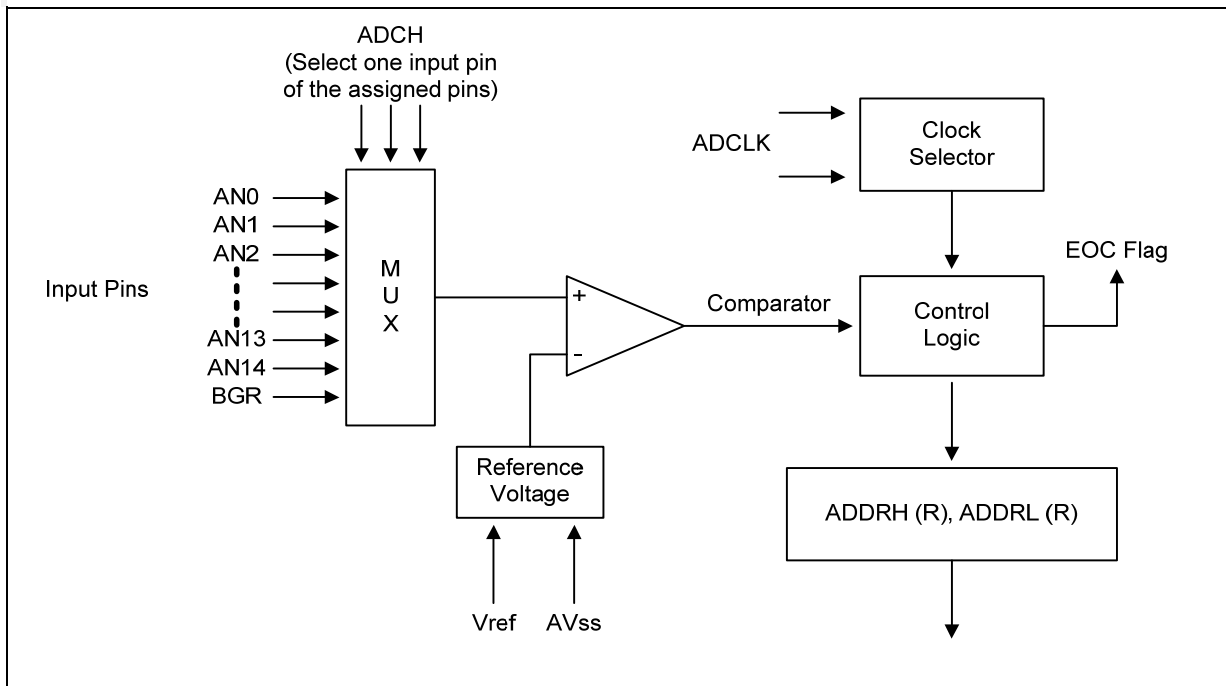 ADCH
(Select one input pin
of the assigned pins)
ADCLK
Clock
Selector
Input Pins
AN0
AN1
AN2
AN13
AN14
BGR
M
U
X
+
-
Comparator
Control
Logic
EOC Flag
Reference
Voltage
Vref
AVss
ADDRH (R), ADDRL (R)